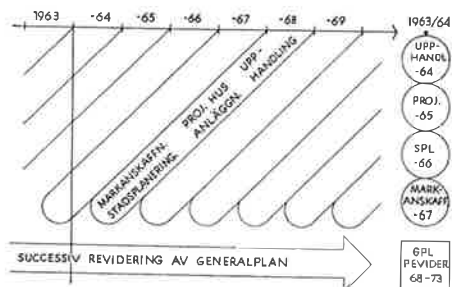 1963 -64 -65 -66 -67 -68 -69
1963/64
UPP-
HANDL
-64
PROJ.
-65
SPL
-66
MARK-
ANSKAFF
-67
MARKANSKAFFN.
STADSPLANERING.
PROJ. HUS
ANLÄGGN.
UPP-
HANDLING
SUCCESSIV REVIDERING AV GENERALPLAN
GPL
REVIDER
68-73